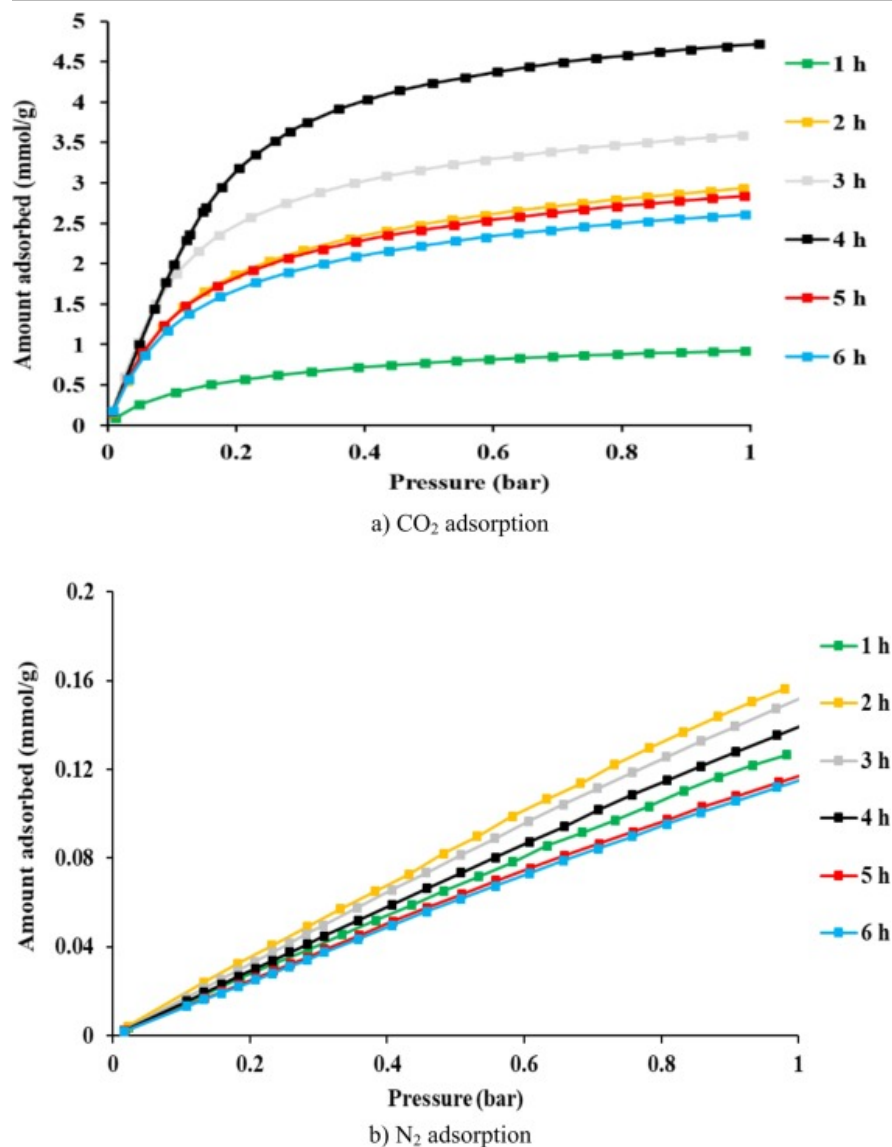 5
4.5
4
3.5
3
2.5
2
1.5
1
0.5
0
Amount adsorbed (mmol/g)
0 0.2 0.4 0.6 0.8 1
Pressure (bar)
1 h
2 h
3 h
4 h
5 h
6 h
a) CO₂ adsorption
0.2
0.16
0.12
0.08
0.04
0
Amount adsorbed (mmol/g)
0 0.2 0.4 0.6 0.8 1
Pressure (bar)
1 h
2 h
3 h
4 h
5 h
6 h
b) N₂ adsorption